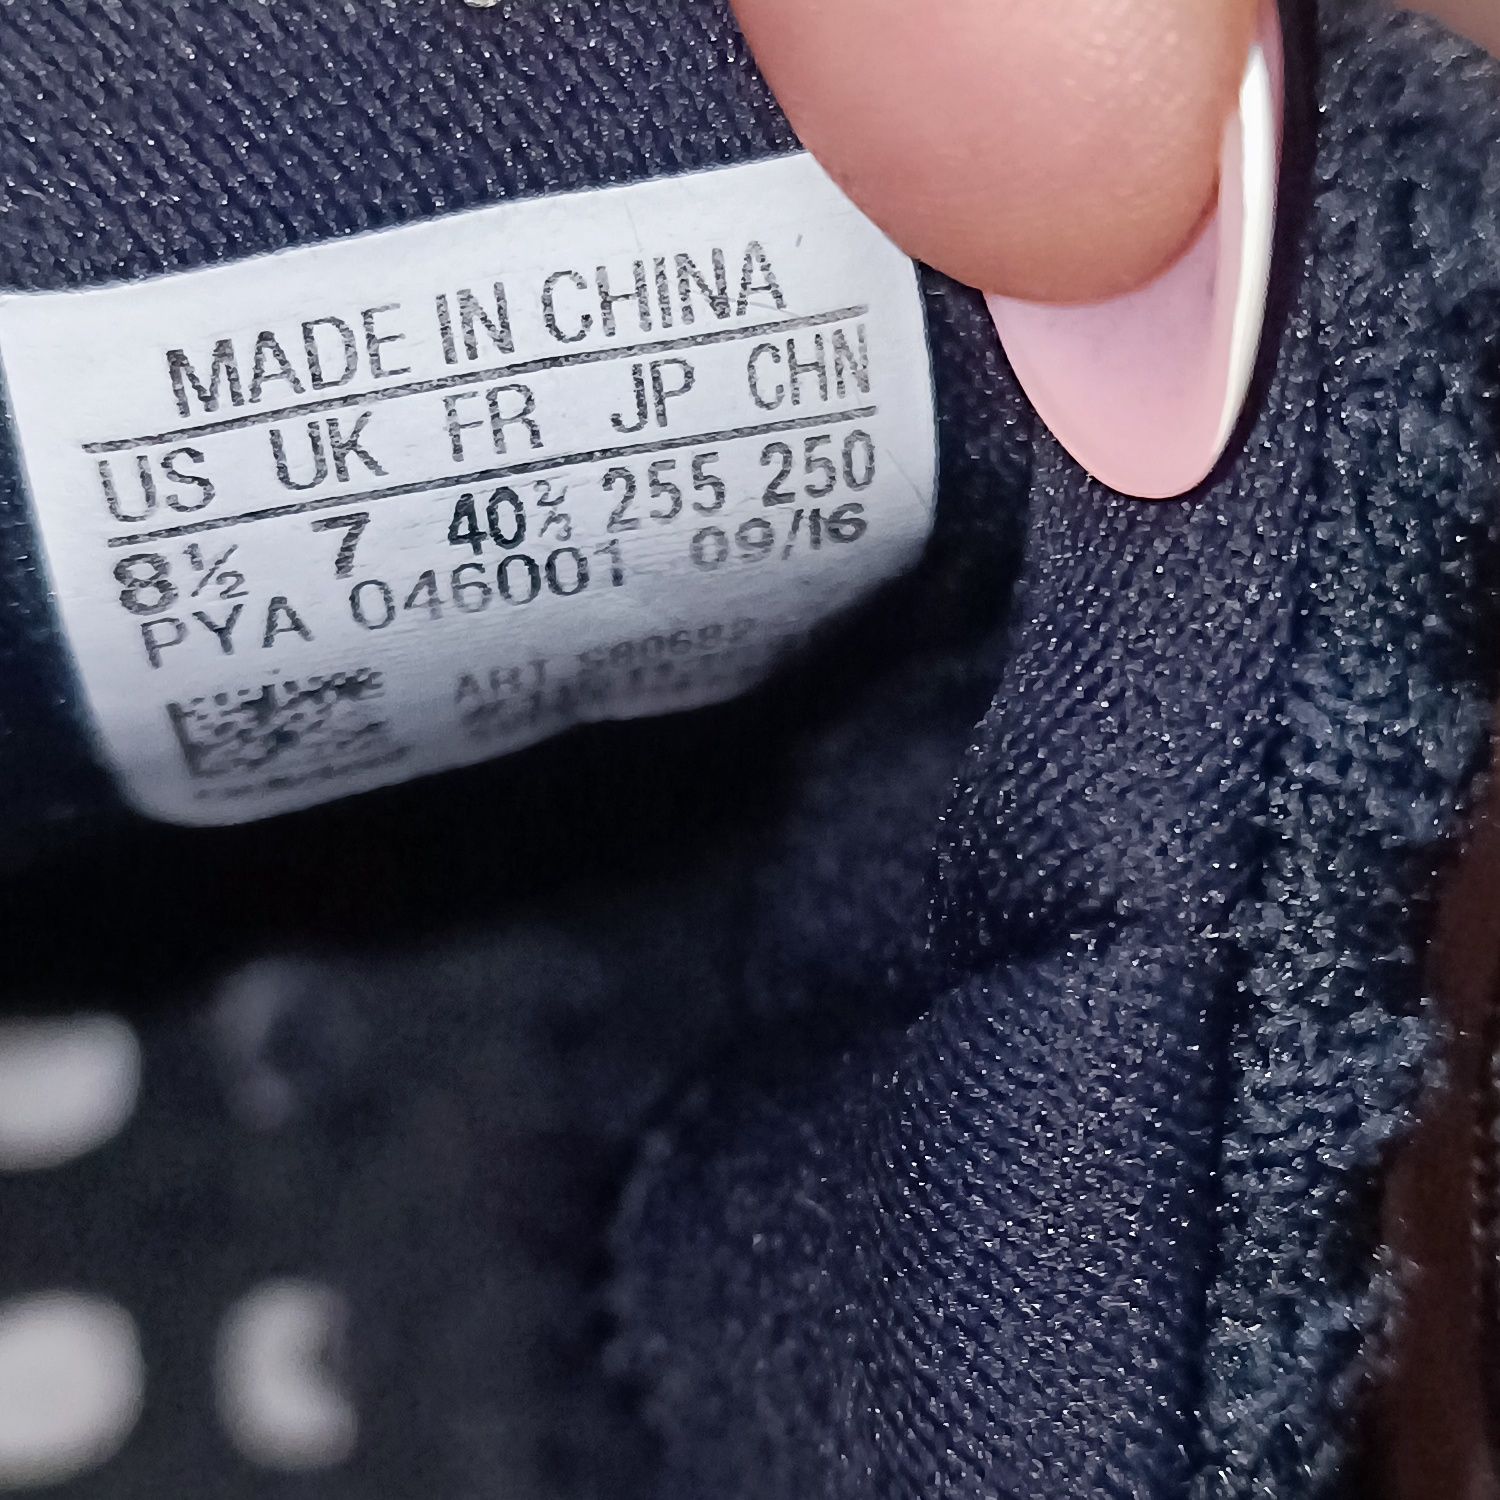 MADE IN CHINA
US UK FR JP CHN
8½ 7 40⅔ 255 250
PYA 046001 09/16
ART